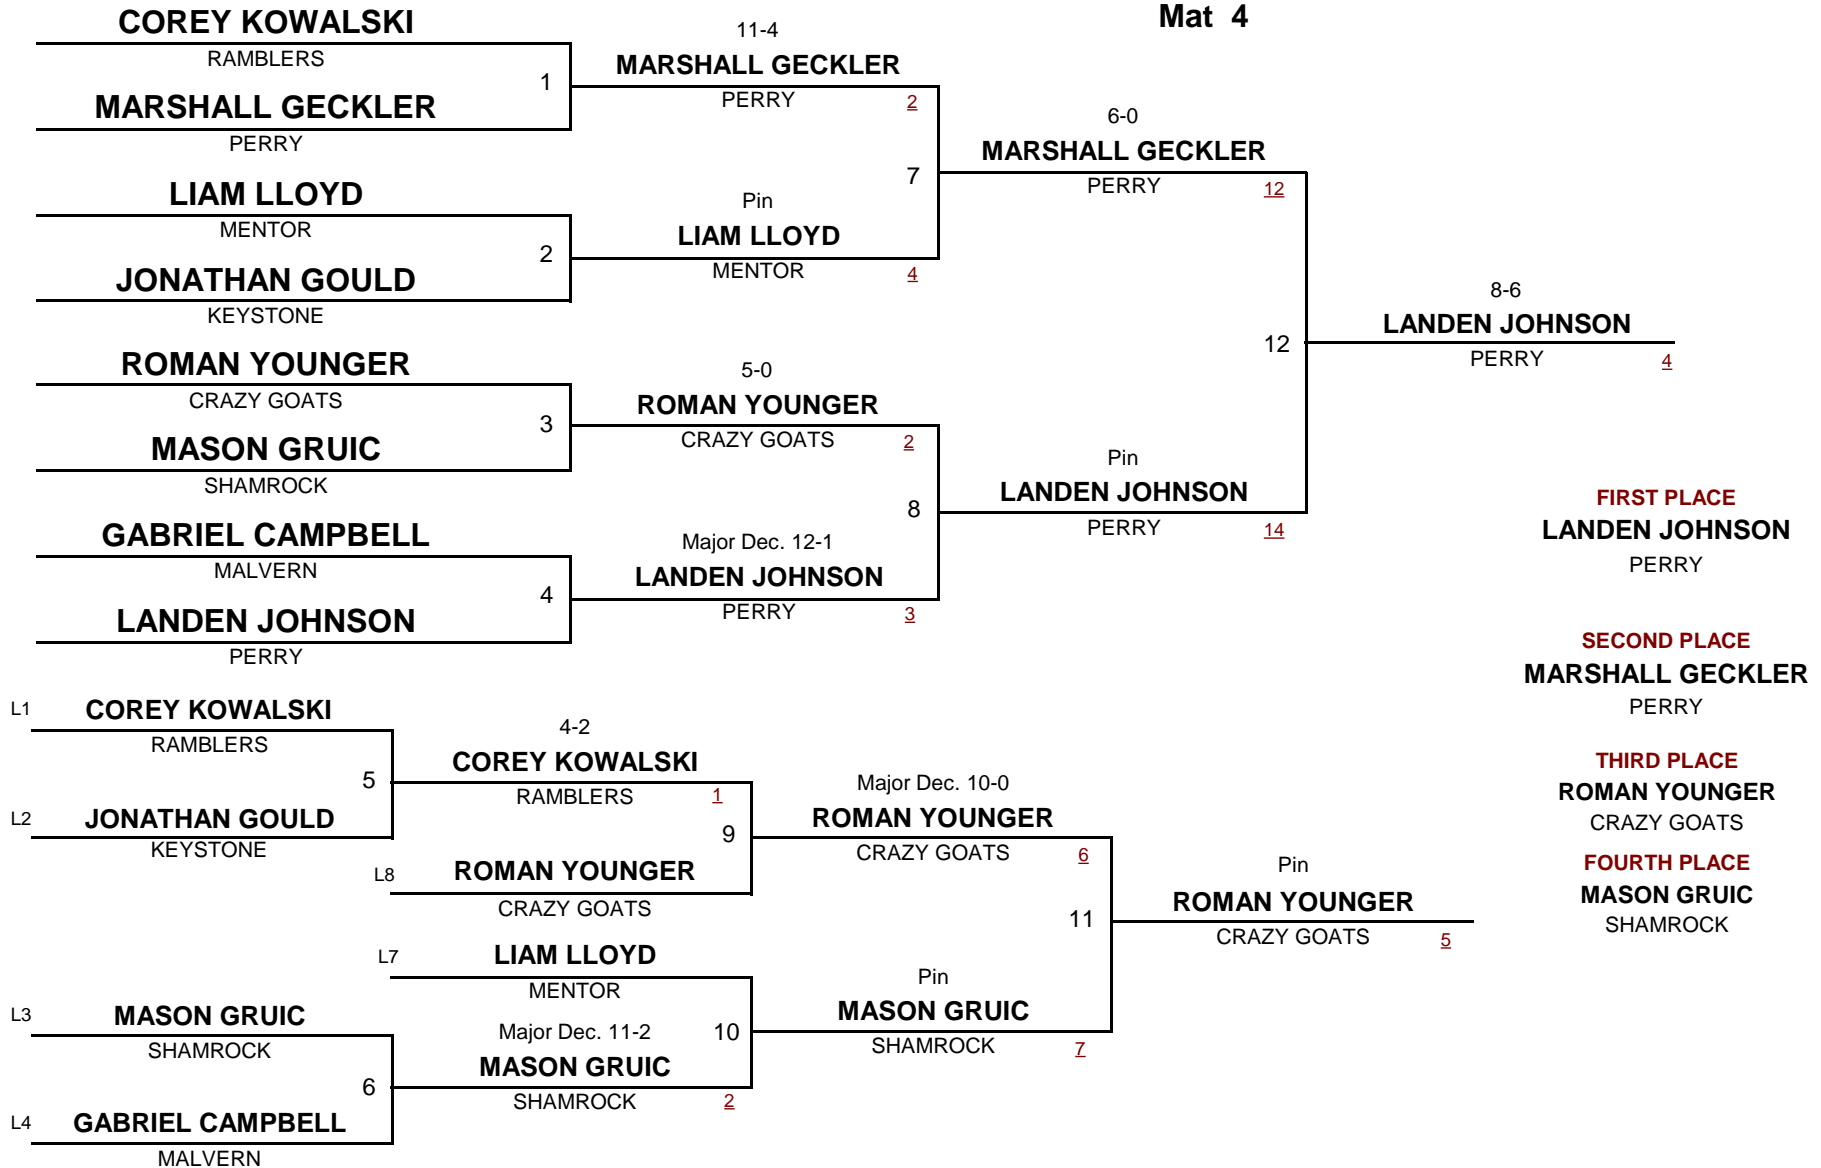 Mat 4
COREY KOWALSKI
RAMBLERS
1
MARSHALL GECKLER
PERRY
LIAM LLOYD
MENTOR
2
JONATHAN GOULD
KEYSTONE
ROMAN YOUNGER
CRAZY GOATS
3
MASON GRUIC
SHAMROCK
GABRIEL CAMPBELL
MALVERN
4
LANDEN JOHNSON
PERRY
11-4
MARSHALL GECKLER
PERRY 2
7
Pin
LIAM LLOYD
MENTOR 4
5-0
ROMAN YOUNGER
CRAZY GOATS 2
8
Major Dec. 12-1
LANDEN JOHNSON
PERRY 3
6-0
MARSHALL GECKLER
PERRY 12
12
Pin
LANDEN JOHNSON
PERRY 14
8-6
LANDEN JOHNSON
PERRY 4
FIRST PLACE
LANDEN JOHNSON
PERRY
SECOND PLACE
MARSHALL GECKLER
PERRY
THIRD PLACE
ROMAN YOUNGER
CRAZY GOATS
FOURTH PLACE
MASON GRUIC
SHAMROCK
L1 COREY KOWALSKI
RAMBLERS
5
L2 JONATHAN GOULD
KEYSTONE
4-2
COREY KOWALSKI
RAMBLERS 1
9
L8 ROMAN YOUNGER
CRAZY GOATS
L7 LIAM LLOYD
MENTOR
L3 MASON GRUIC
SHAMROCK
6
L4 GABRIEL CAMPBELL
MALVERN
Major Dec. 11-2 10
MASON GRUIC
SHAMROCK 2
Major Dec. 10-0
ROMAN YOUNGER
CRAZY GOATS 6
11
Pin
MASON GRUIC
SHAMROCK 7
Pin
ROMAN YOUNGER
CRAZY GOATS 5